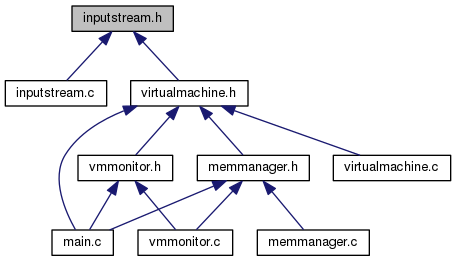 inputstream.h
inputstream.c
virtualmachine.h
vmmonitor.h
memmanager.h
virtualmachine.c
main.c
vmmonitor.c
memmanager.c